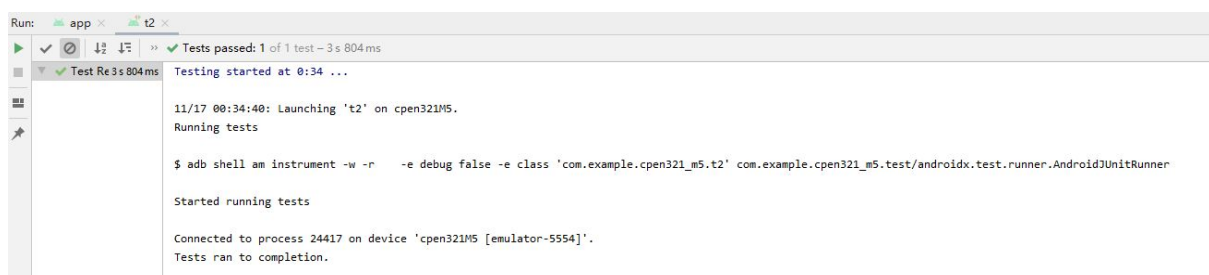 Run: app × t2 ×
» Tests passed: 1 of 1 test – 3 s 804 ms
Test Re 3 s 804 ms
Testing started at 0:34 ...
11/17 00:34:40: Launching 't2' on cpen321M5.
Running tests
$ adb shell am instrument -w -r    -e debug false -e class 'com.example.cpen321_m5.t2' com.example.cpen321_m5.test/androidx.test.runner.AndroidJUnitRunner
Started running tests
Connected to process 24417 on device 'cpen321M5 [emulator-5554]'.
Tests ran to completion.